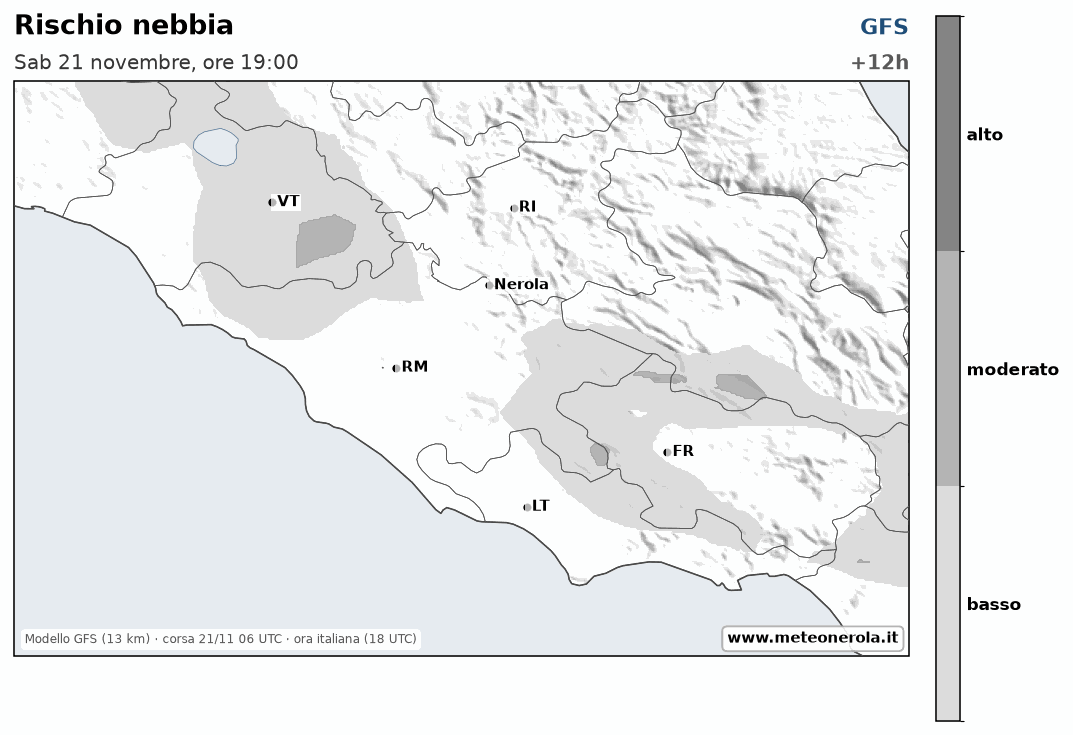 Rischio nebbia
GFS
Sab 21 novembre, ore 19:00
+12h
alto
VT
RI
Nerola
RM
moderato
FR
LT
basso
Modello GFS (13 km) · corsa 21/11 06 UTC · ora italiana (18 UTC)
www.meteonerola.it